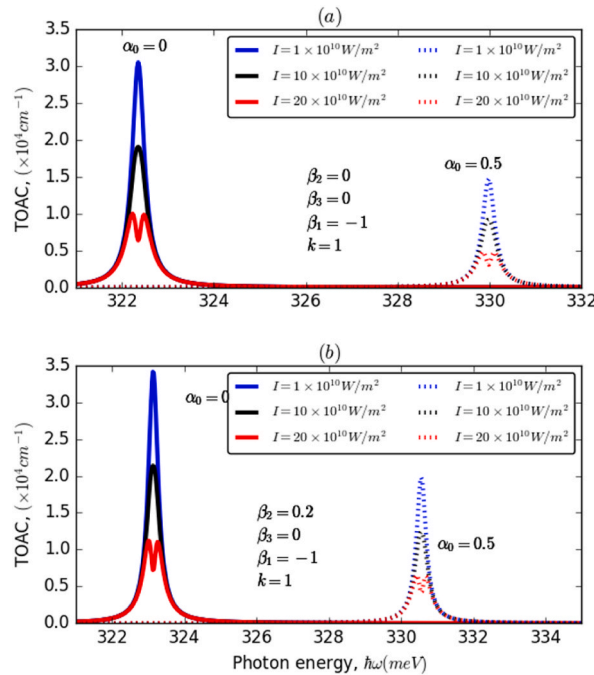 (a)
3.5
3.0
2.5
2.0
1.5
1.0
0.5
0.0
TOAC, (×10⁴cm⁻¹)
α₀ = 0
I = 1 × 10¹⁰W/m²
I = 10 × 10¹⁰W/m²
I = 20 × 10¹⁰W/m²
I = 1 × 10¹⁰W/m²
I = 10 × 10¹⁰W/m²
I = 20 × 10¹⁰W/m²
α₀ = 0.5
β₂ = 0
β₃ = 0
β₁ = −1
k = 1
322 324 326 328 330 332
(b)
3.5
3.0
2.5
2.0
1.5
1.0
0.5
0.0
TOAC, (×10⁴cm⁻¹)
α₀ = 0
I = 1 × 10¹⁰W/m²
I = 10 × 10¹⁰W/m²
I = 20 × 10¹⁰W/m²
I = 1 × 10¹⁰W/m²
I = 10 × 10¹⁰W/m²
I = 20 × 10¹⁰W/m²
β₂ = 0.2
β₃ = 0
β₁ = −1
k = 1
α₀ = 0.5
322 324 326 328 330 332 334
Photon energy, ħω(meV)